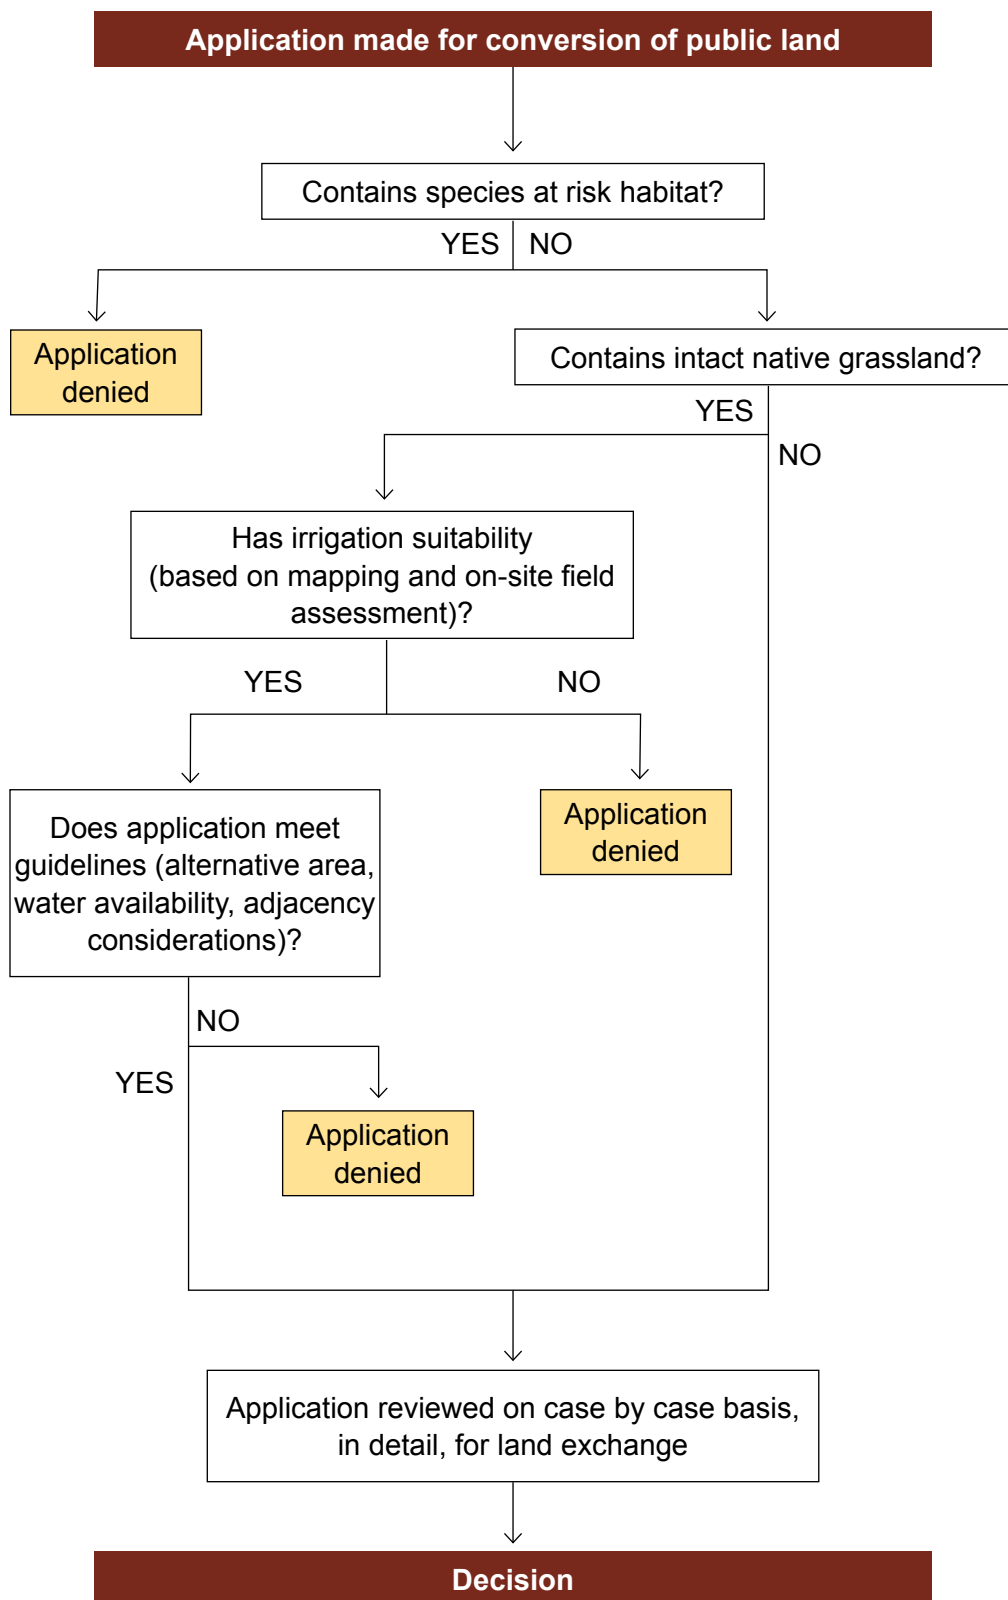 Application made for conversion of public land
Contains species at risk habitat?
YES
NO
Application
denied
Contains intact native grassland?
YES
NO
Has irrigation suitability
(based on mapping and on-site field
assessment)?
YES
NO
Does application meet
guidelines (alternative area,
water availability, adjacency
considerations)?
Application
denied
NO
YES
Application
denied
Application reviewed on case by case basis,
in detail, for land exchange
Decision